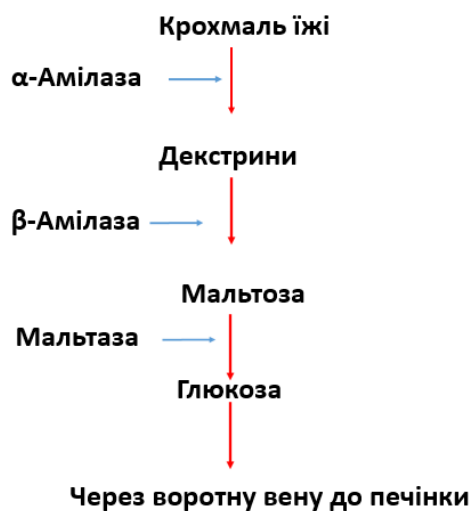 Крохмаль їжі
α-Амілаза
Декстрини
β-Амілаза
Мальтоза
Мальтаза
Глюкоза
Через воротну вену до печінки